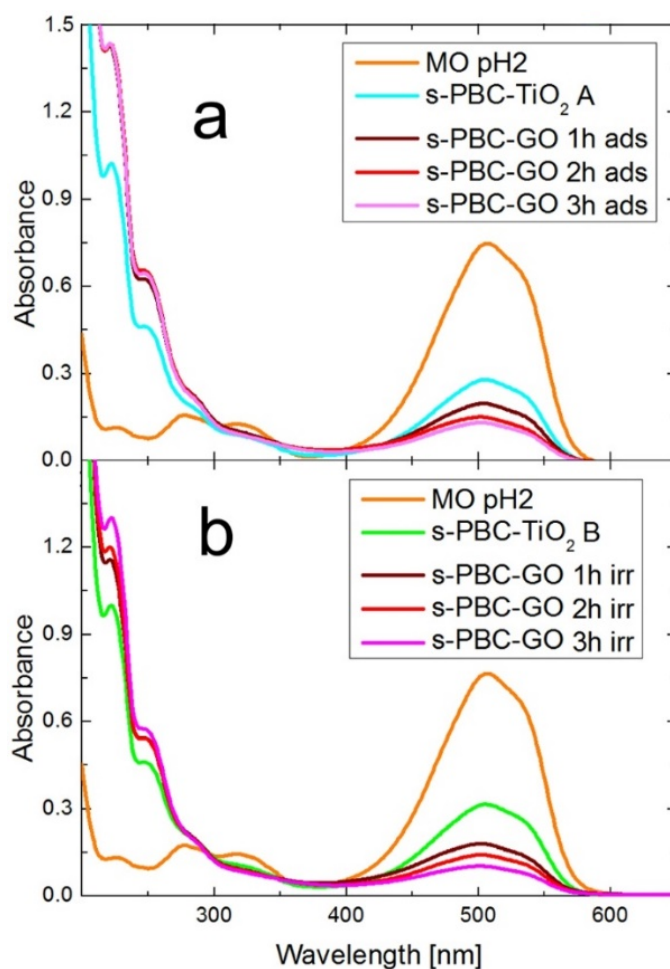 1.5
1.2
0.9
0.6
0.3
0.0
Absorbance
a
MO pH2
s-PBC-TiO₂ A
s-PBC-GO 1h ads
s-PBC-GO 2h ads
s-PBC-GO 3h ads
1.2
0.9
0.6
0.3
0.0
Absorbance
b
MO pH2
s-PBC-TiO₂ B
s-PBC-GO 1h irr
s-PBC-GO 2h irr
s-PBC-GO 3h irr
300 400 500 600
Wavelength [nm]